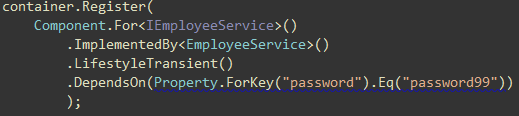 container.Register(
Component.For<IEmployeeService>()
.ImplementedBy<EmployeeService>()
.LifestyleTransient()
.DependsOn(Property.ForKey("password").Eq("password99"))
);